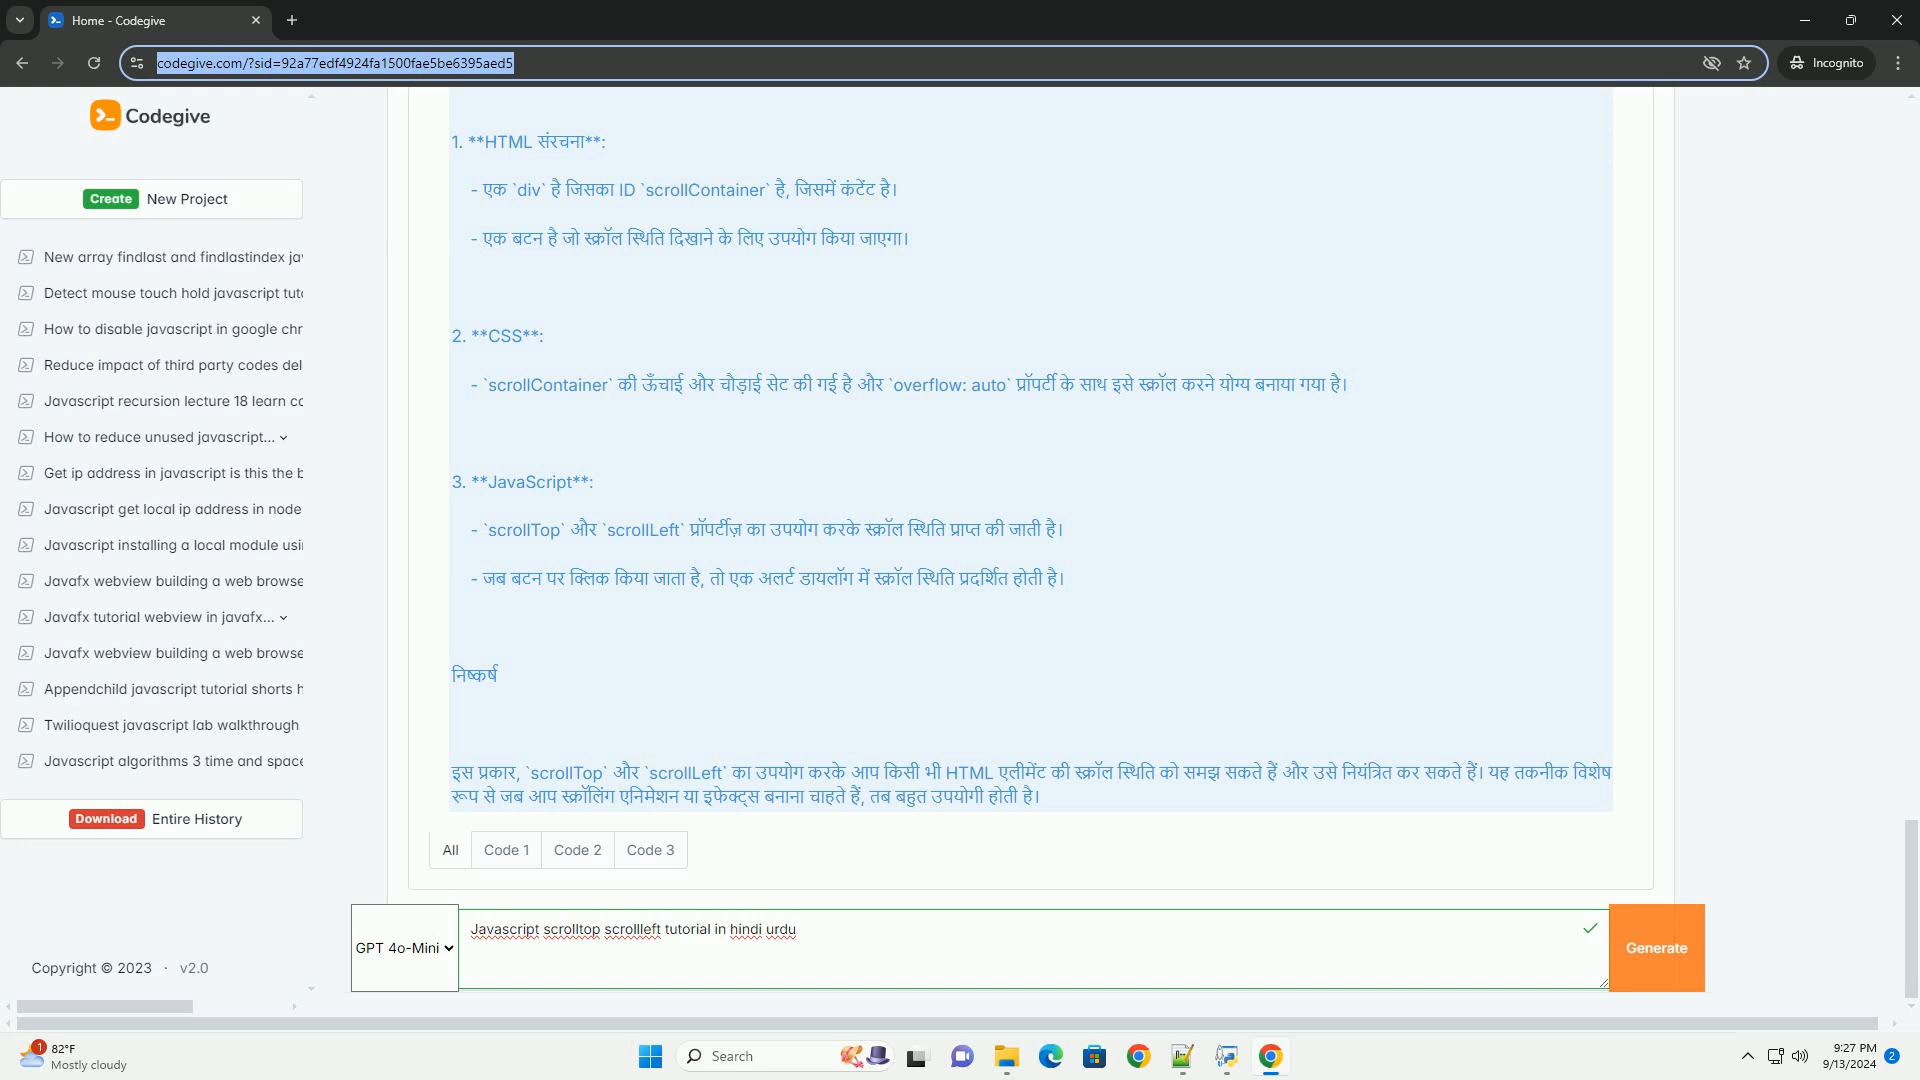 Home - Codegive
codegive.com/?sid=92a77edf4924fa1500fae5be6395aed5
Incognito
Codegive
Create New Project
New array findlast and findlastindex jav
Detect mouse touch hold javascript tuto
How to disable javascript in google chr
Reduce impact of third party codes del
Javascript recursion lecture 18 learn co
How to reduce unused javascript...
Get ip address in javascript is this the b
Javascript get local ip address in node
Javascript installing a local module usin
Javafx webview building a web browse
Javafx tutorial webview in javafx...
Javafx webview building a web browse
Appendchild javascript tutorial shorts h
Twilioquest javascript lab walkthrough
Javascript algorithms 3 time and space
Download Entire History
Copyright © 2023 · v2.0
1. **HTML संरचना**:
- एक `div` है जिसका ID `scrollContainer` है, जिसमें कंटेंट है।
- एक बटन है जो स्क्रॉल स्थिति दिखाने के लिए उपयोग किया जाएगा।
2. **CSS**:
- `scrollContainer` की ऊँचाई और चौड़ाई सेट की गई है और `overflow: auto` प्रॉपर्टी के साथ इसे स्क्रॉल करने योग्य बनाया गया है।
3. **JavaScript**:
- `scrollTop` और `scrollLeft` प्रॉपर्टीज़ का उपयोग करके स्क्रॉल स्थिति प्राप्त की जाती है।
- जब बटन पर क्लिक किया जाता है, तो एक अलर्ट डायलॉग में स्क्रॉल स्थिति प्रदर्शित होती है।
निष्कर्ष
इस प्रकार, `scrollTop` और `scrollLeft` का उपयोग करके आप किसी भी HTML एलीमेंट की स्क्रॉल स्थिति को समझ सकते हैं और उसे नियंत्रित कर सकते हैं। यह तकनीक विशेष
रूप से जब आप स्क्रॉलिंग एनिमेशन या इफेक्ट्स बनाना चाहते हैं, तब बहुत उपयोगी होती है।
All Code 1 Code 2 Code 3
GPT 4o-Mini
Javascript scrolltop scrollleft tutorial in hindi urdu
Generate
1
82°F
Mostly cloudy
Search
9:27 PM
9/13/2024
2